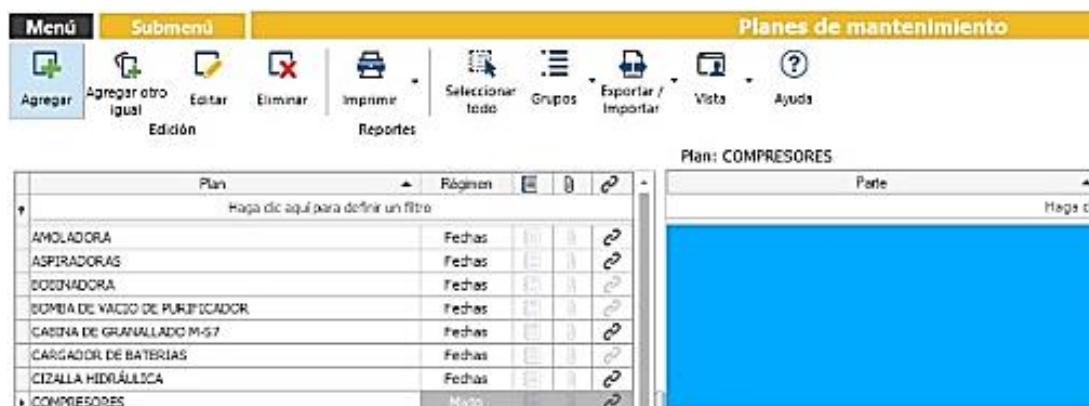 Menú Submenú Planes de mantenimiento
Agregar Agregar otro igual Editar Eliminar Imprimir Seleccionar todo Grupos Exportar / Importar Vista Ayuda
Edición Reportes
Plan: COMPRESORES
Plan Régimen Parte
Haga clic aquí para definir un filtro Haga c
AMOLADORA Fechas
ASPIRADORAS Fechas
BOBINADORA Fechas
BOMBA DE VACIO DE PURIFICADOR Fechas
CABINA DE GRANALLADO M-57 Fechas
CARGADOR DE BATERIAS Fechas
CIZALLA HIDRÁULICA Fechas
COMPRESORES Mixto